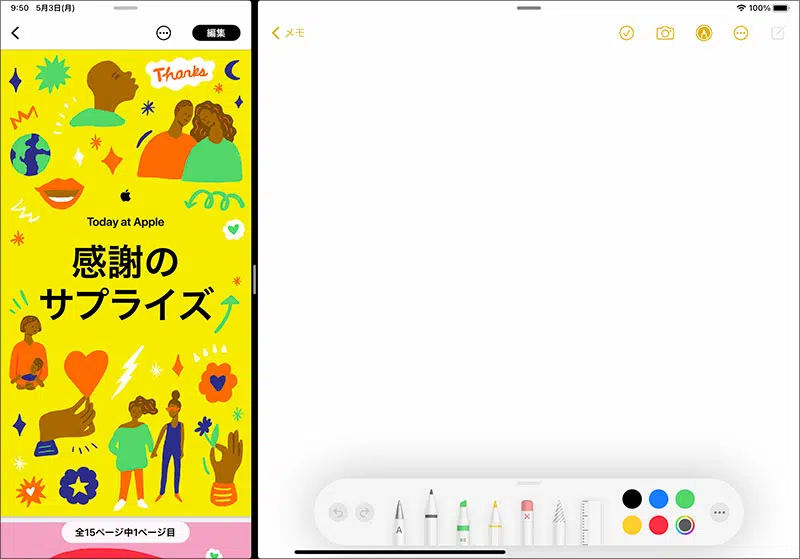 9:50 5月3日(月)
100%
編集
メモ
Thanks
Today at Apple
感謝の
サプライズ
全15ページ中1ページ目
A